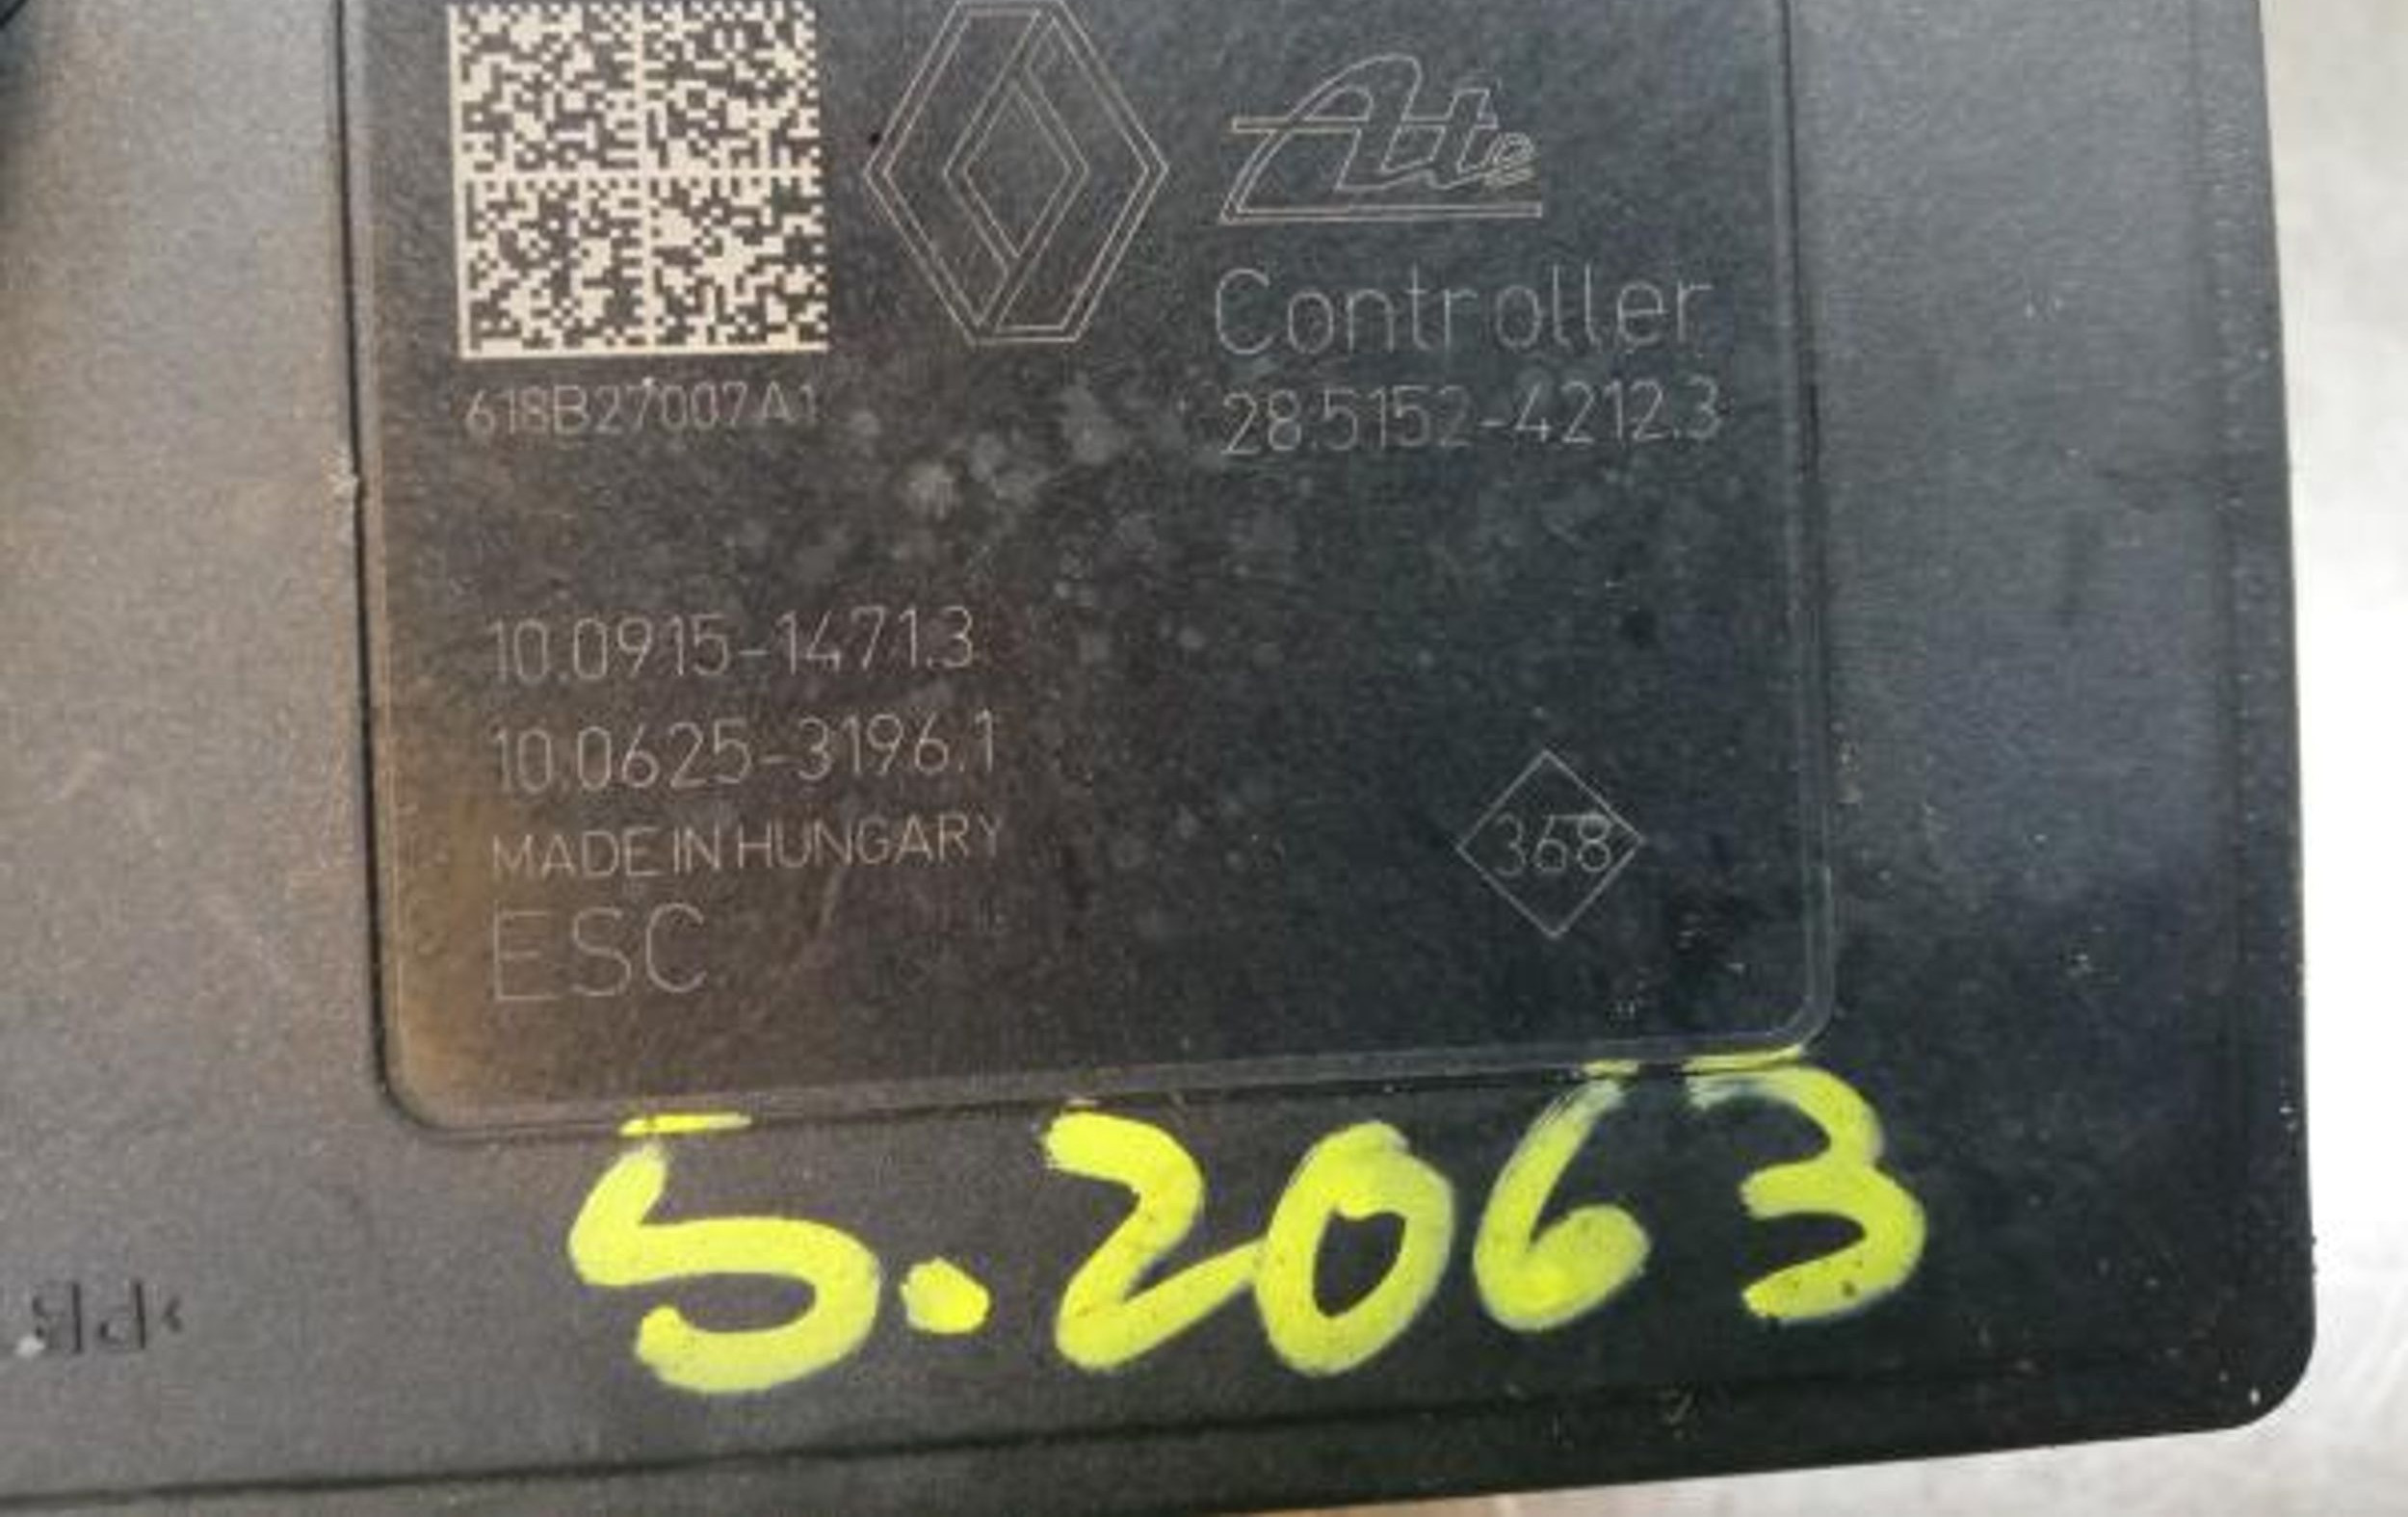 Ate
Controller
618B27007A1
28.5152-4212.3
10.0915-1471.3
10.0625-3196.1
MADE IN HUNGARY
368
ESC
5.2063